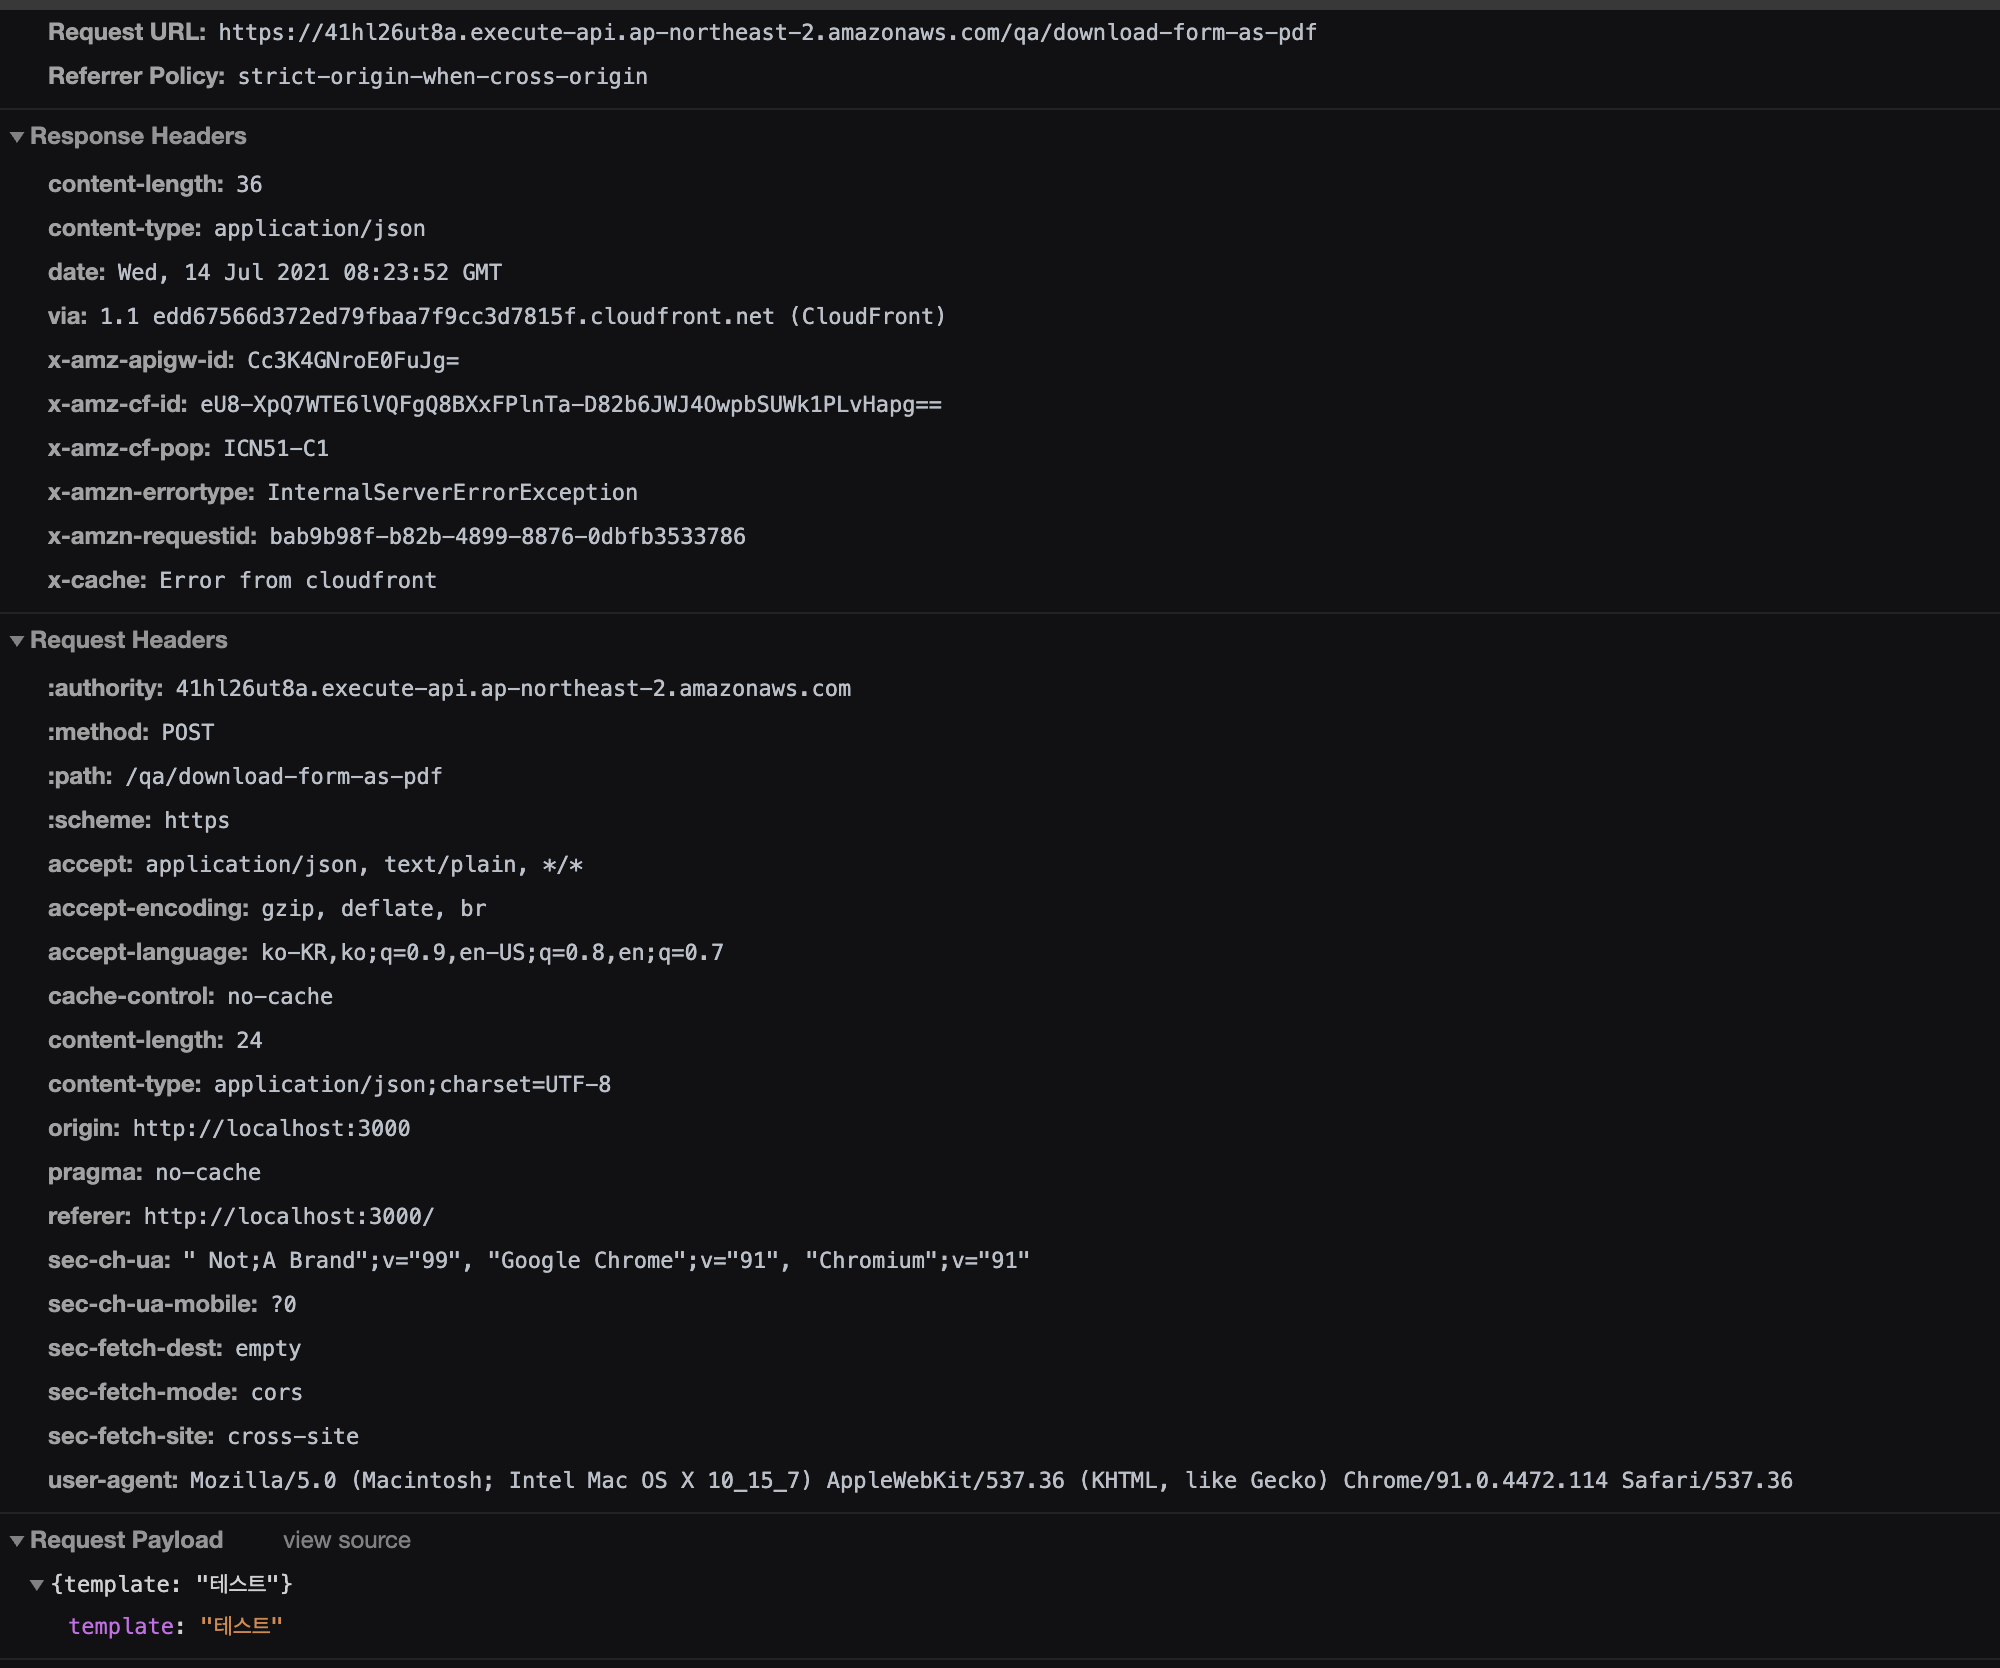 Request URL: https://41hl26ut8a.execute-api.ap-northeast-2.amazonaws.com/qa/download-form-as-pdf
Referrer Policy: strict-origin-when-cross-origin
Response Headers
content-length: 36
content-type: application/json
date: Wed, 14 Jul 2021 08:23:52 GMT
via: 1.1 edd67566d372ed79fbaa7f9cc3d7815f.cloudfront.net (CloudFront)
x-amz-apigw-id: Cc3K4GNroE0FuJg=
x-amz-cf-id: eU8-XpQ7WTE6lVQFgQ8BXxFPlnTa-D82b6JWJ4OwpbSUWk1PLvHapg==
x-amz-cf-pop: ICN51-C1
x-amzn-errortype: InternalServerErrorException
x-amzn-requestid: bab9b98f-b82b-4899-8876-0dbfb3533786
x-cache: Error from cloudfront
Request Headers
:authority: 41hl26ut8a.execute-api.ap-northeast-2.amazonaws.com
:method: POST
:path: /qa/download-form-as-pdf
:scheme: https
accept: application/json, text/plain, */*
accept-encoding: gzip, deflate, br
accept-language: ko-KR,ko;q=0.9,en-US;q=0.8,en;q=0.7
cache-control: no-cache
content-length: 24
content-type: application/json;charset=UTF-8
origin: http://localhost:3000
pragma: no-cache
referer: http://localhost:3000/
sec-ch-ua: " Not;A Brand";v="99", "Google Chrome";v="91", "Chromium";v="91"
sec-ch-ua-mobile: ?0
sec-fetch-dest: empty
sec-fetch-mode: cors
sec-fetch-site: cross-site
user-agent: Mozilla/5.0 (Macintosh; Intel Mac OS X 10_15_7) AppleWebKit/537.36 (KHTML, like Gecko) Chrome/91.0.4472.114 Safari/537.36
Request Payload view source
{template: "테스트"}
template: "테스트"